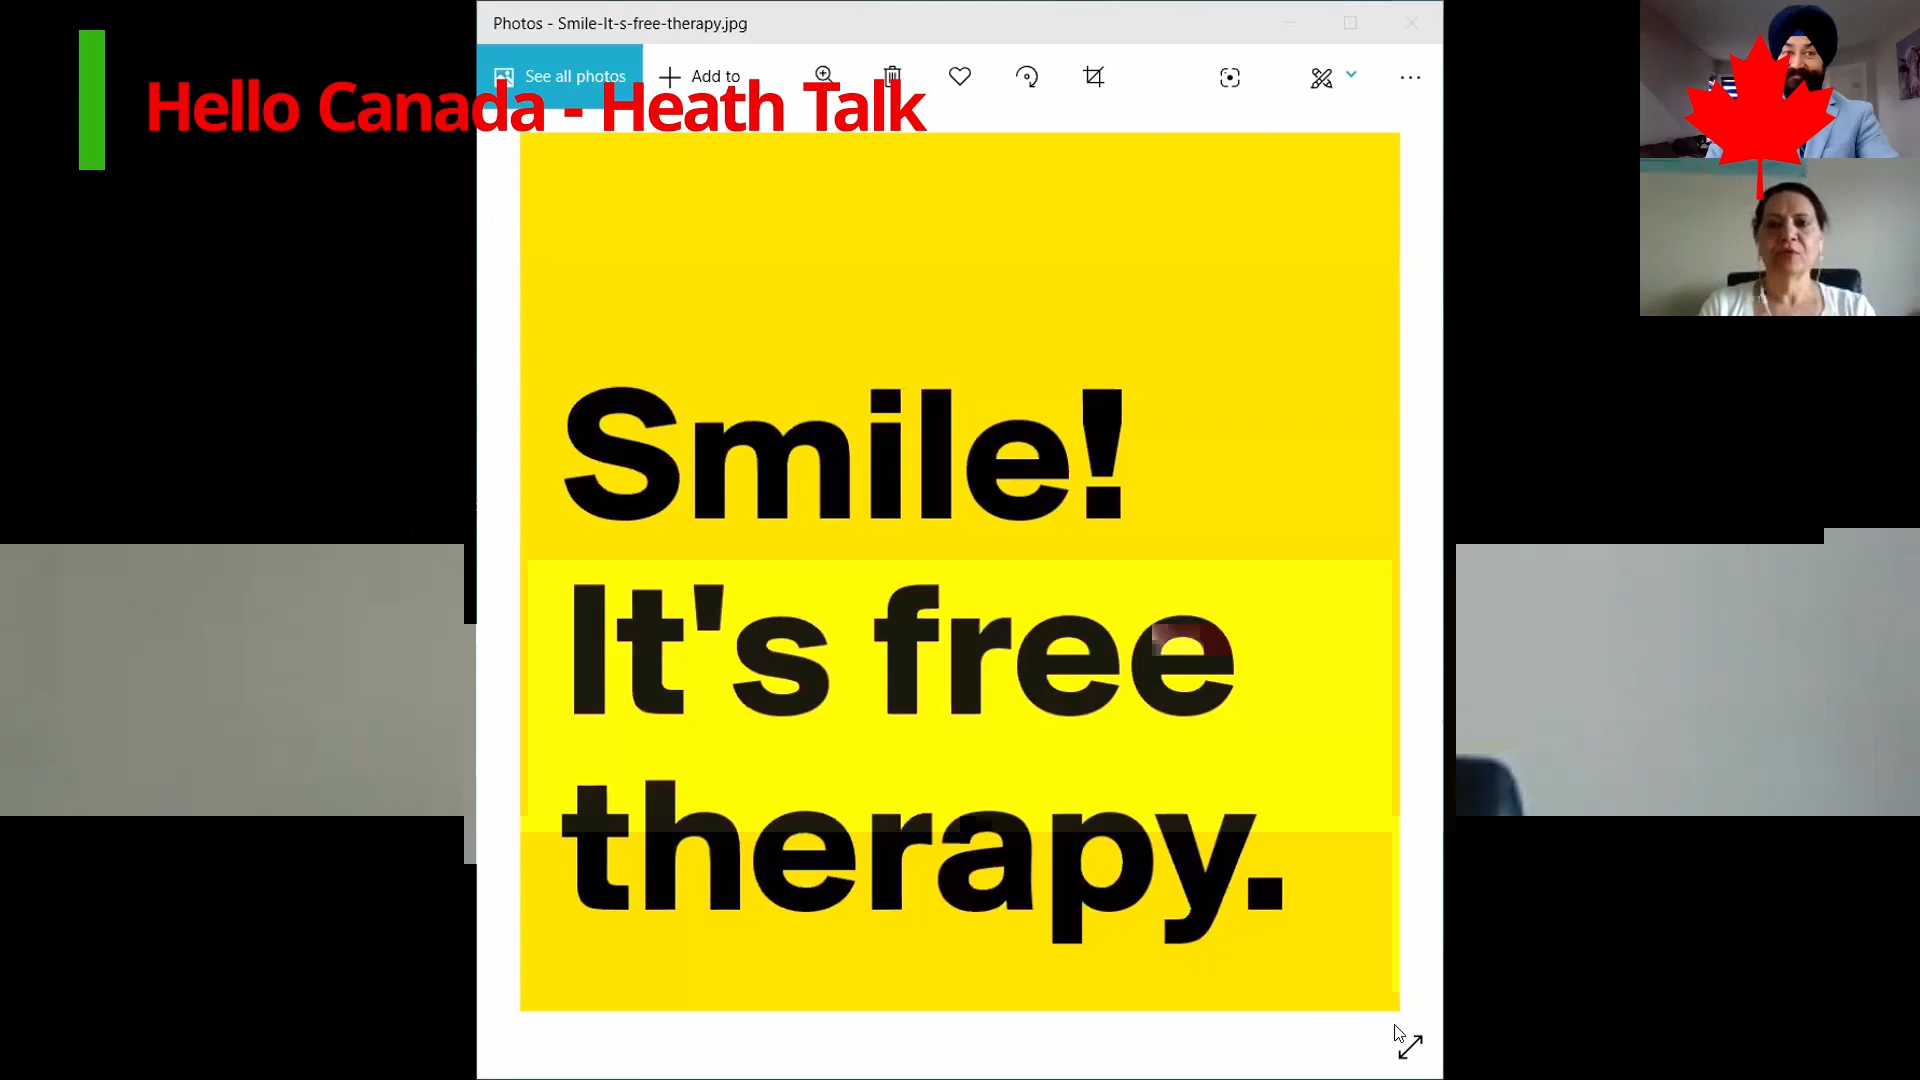 Photos - Smile-It-s-free-therapy.jpg
See all photos
Add to
Hello Canada - Heath Talk
Smile!
It's free
therapy.